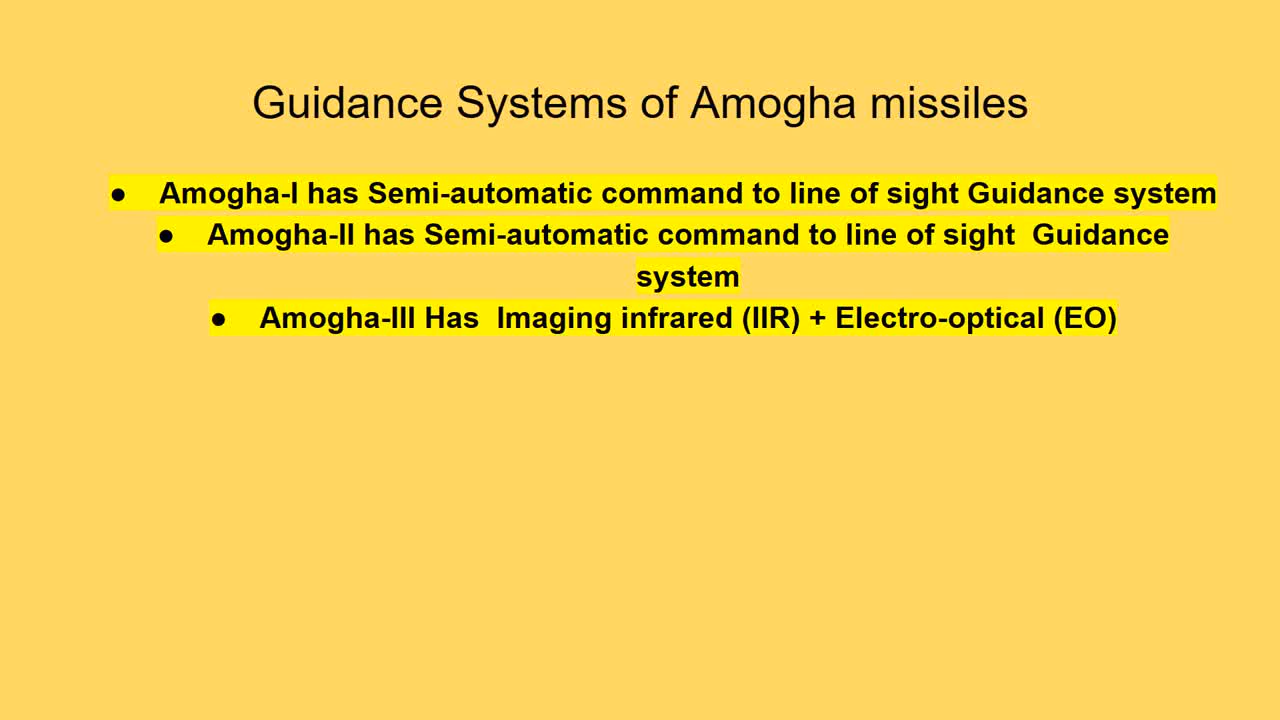 Guidance Systems of Amogha missiles
● Amogha-I has Semi-automatic command to line of sight Guidance system
● Amogha-II has Semi-automatic command to line of sight  Guidance
system
● Amogha-III Has  Imaging infrared (IIR) + Electro-optical (EO)